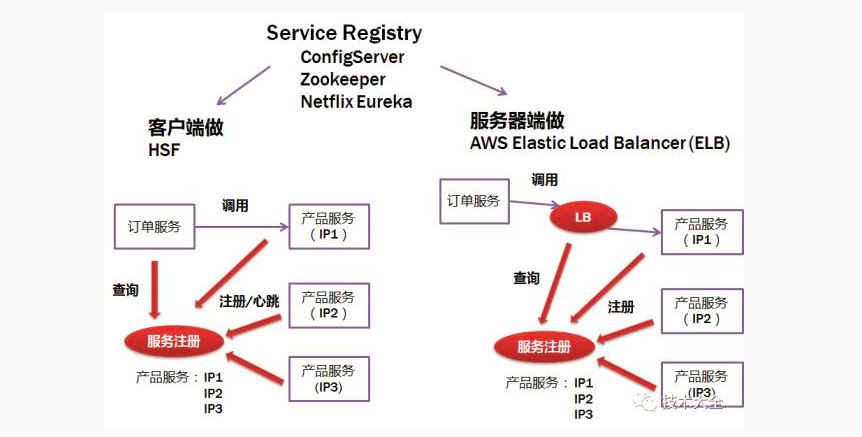 Service Registry
ConfigServer
Zookeeper
Netflix Eureka
客户端做
HSF
订单服务
调用
产品服务
（IP1）
查询
注册/心跳
产品服务
（IP2）
服务注册
产品服务
(IP3)
产品服务：IP1
IP2
IP3
服务器端做
AWS Elastic Load Balancer (ELB)
订单服务
调用
LB
产品服务
（IP1）
查询
注册
产品服务
（IP2）
服务注册
产品服务
(IP3)
产品服务：IP1
IP2
IP3
技术大全